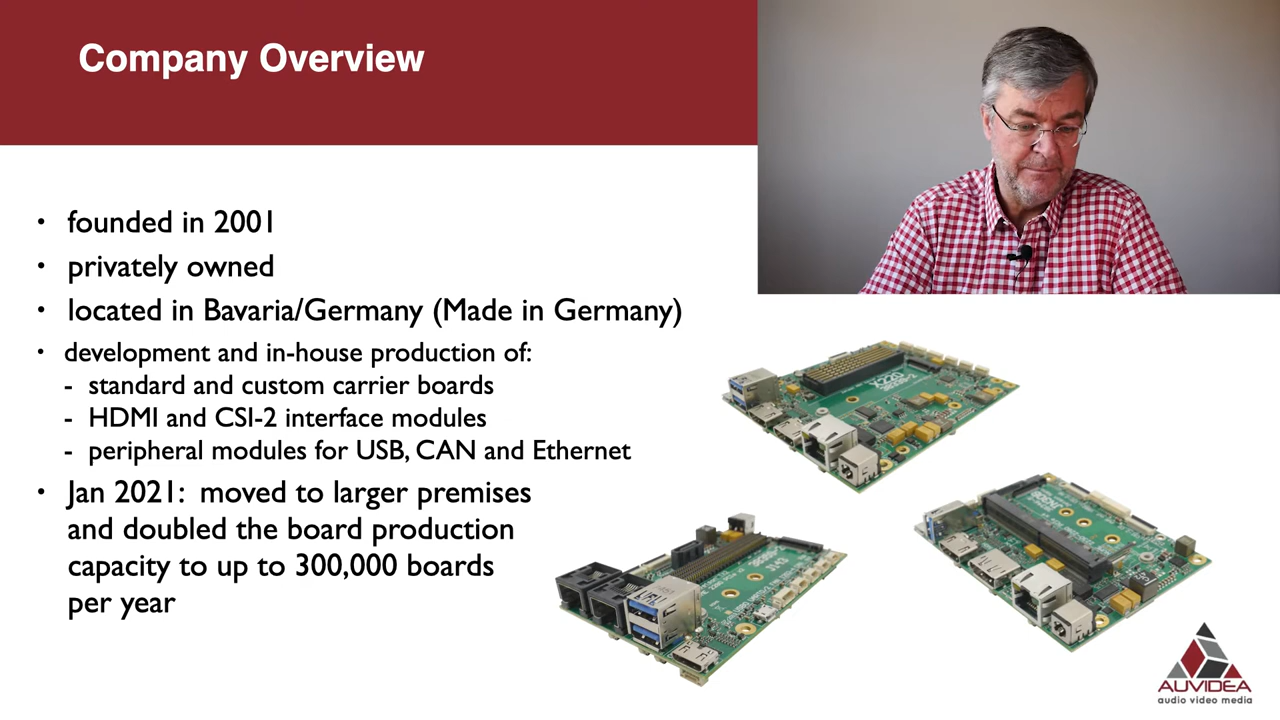 Company Overview
• founded in 2001
• privately owned
• located in Bavaria/Germany (Made in Germany)
• development and in-house production of:
- standard and custom carrier boards
- HDMI and CSI-2 interface modules
- peripheral modules for USB, CAN and Ethernet
• Jan 2021: moved to larger premises
and doubled the board production
capacity to up to 300,000 boards
per year
X220
AUVIDEA
audio video media